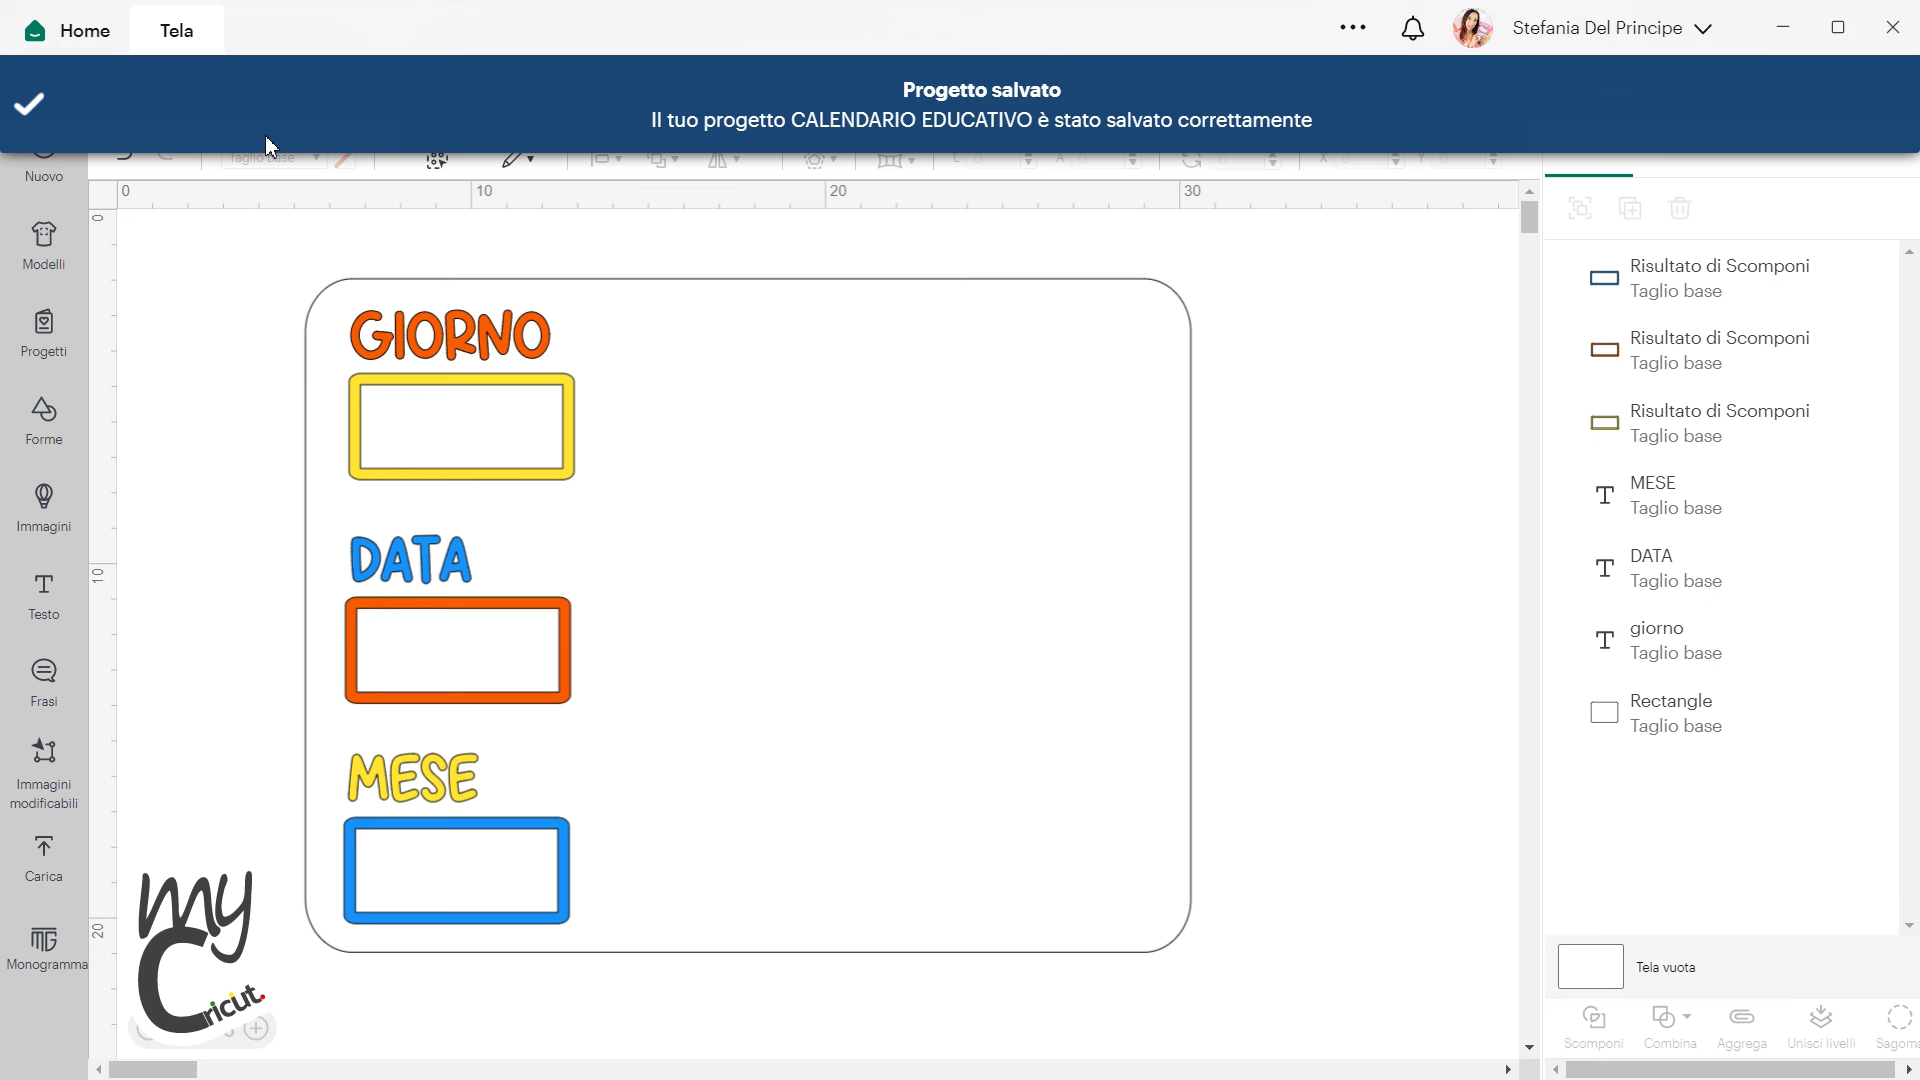 Home
Tela
Stefania Del Principe
Progetto salvato
Il tuo progetto CALENDARIO EDUCATIVO è stato salvato correttamente
Nuovo
Modelli
Progetti
Forme
Immagini
Testo
Frasi
Immagini
modificabili
Carica
Monogramma
0
10
20
30
0
10
20
GIORNO
DATA
MESE
my
Cricut.
Risultato di Scomponi
Taglio base
Risultato di Scomponi
Taglio base
Risultato di Scomponi
Taglio base
MESE
Taglio base
DATA
Taglio base
giorno
Taglio base
Rectangle
Taglio base
Tela vuota
Scomponi
Combina
Aggrega
Unisci livelli